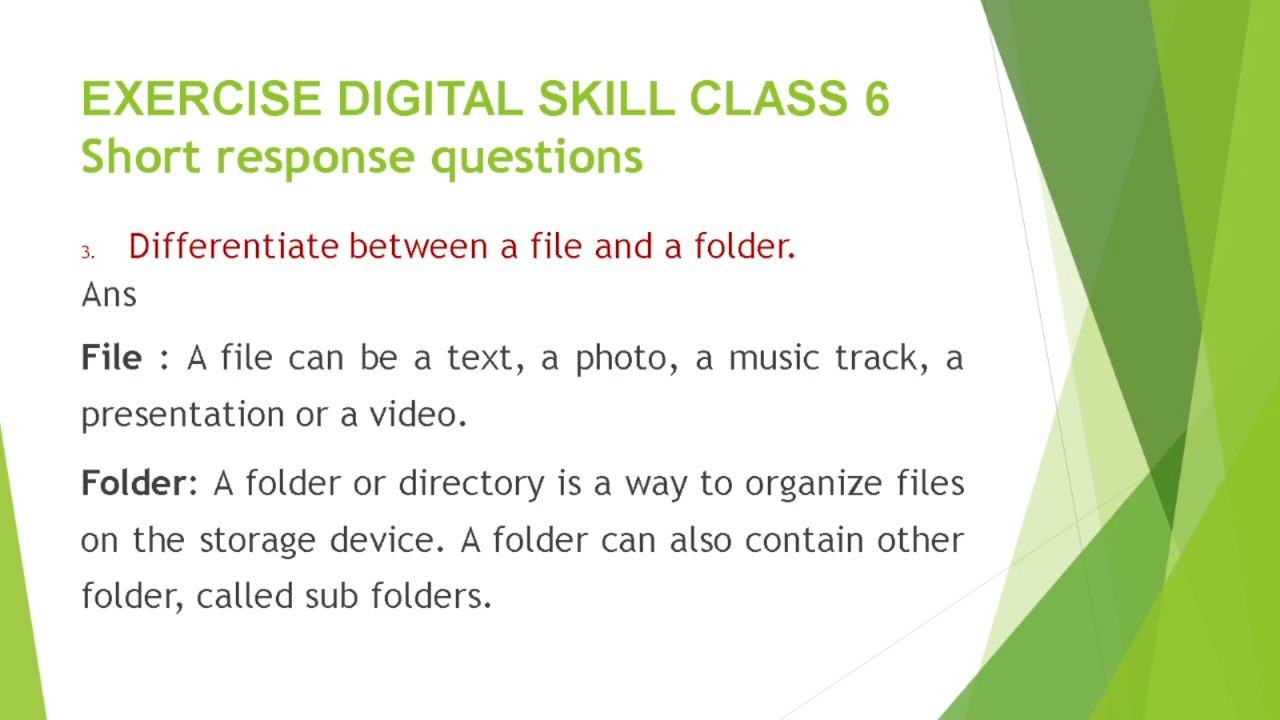 EXERCISE DIGITAL SKILL CLASS 6
Short response questions
3. Differentiate between a file and a folder.
Ans
File : A file can be a text, a photo, a music track, a
presentation or a video.
Folder: A folder or directory is a way to organize files
on the storage device. A folder can also contain other
folder, called sub folders.